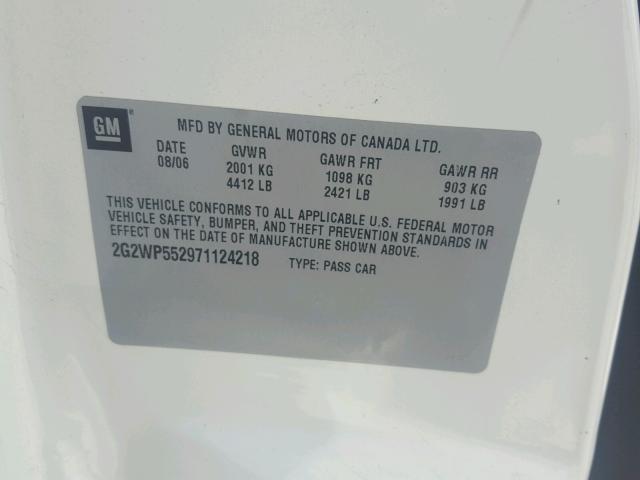 GM
MFD BY GENERAL MOTORS OF CANADA LTD.
DATE GVWR GAWR FRT GAWR RR
08/06 2001 KG 1098 KG 903 KG
4412 LB 2421 LB 1991 LB
THIS VEHICLE CONFORMS TO ALL APPLICABLE U.S. FEDERAL MOTOR
VEHICLE SAFETY, BUMPER, AND THEFT PREVENTION STANDARDS IN
EFFECT ON THE DATE OF MANUFACTURE SHOWN ABOVE.
2G2WP552971124218 TYPE: PASS CAR